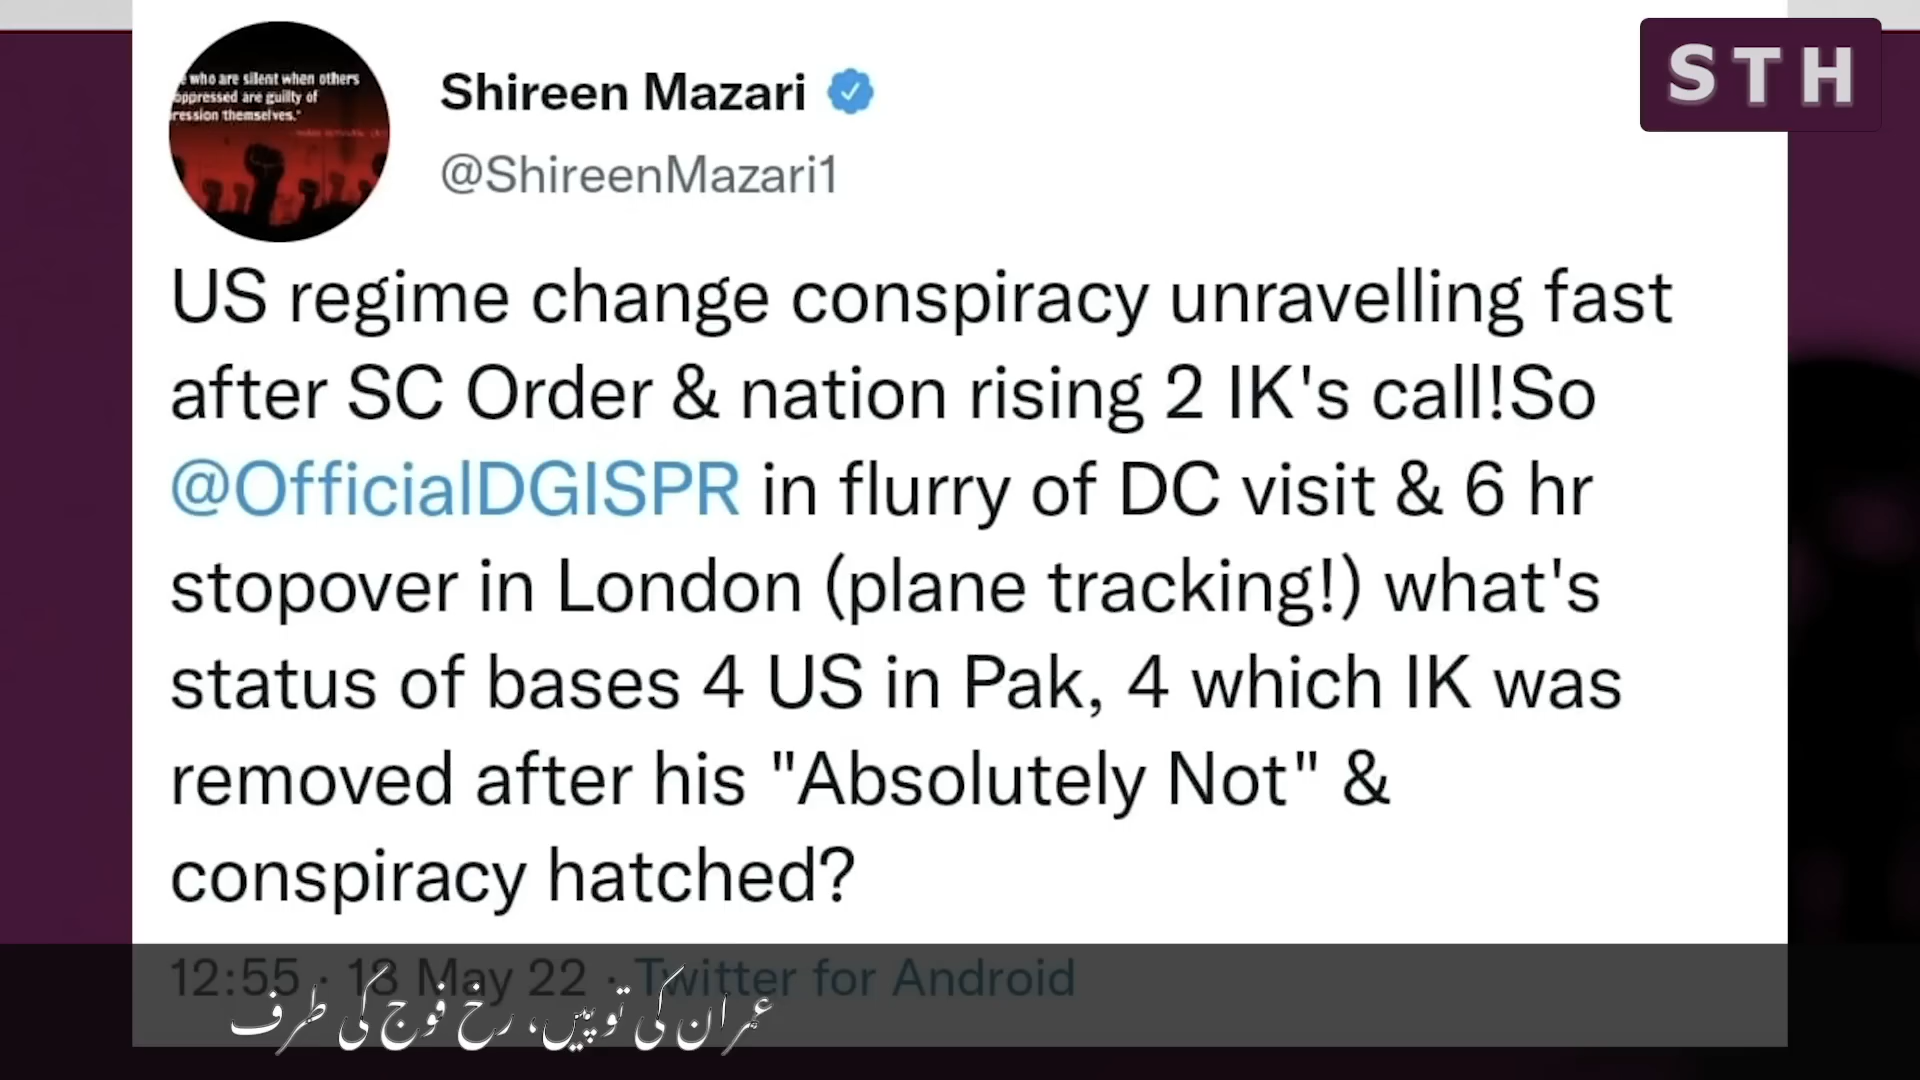 STH
who are silent when others
oppressed are guilty of
ression themselves."
Shireen Mazari
@ShireenMazari1
US regime change conspiracy unravelling fast
after SC Order & nation rising 2 IK's call!So
@OfficialDGISPR in flurry of DC visit & 6 hr
stopover in London (plane tracking!) what's
status of bases 4 US in Pak, 4 which IK was
removed after his "Absolutely Not" &
conspiracy hatched?
12:55 · 18 May 22 · Twitter for Android
عمران کی توپیں، رخ فوج کی طرف